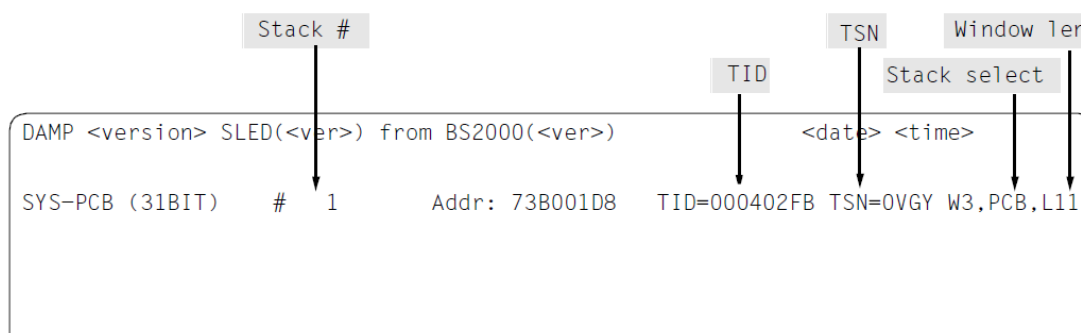 Stack #
TSN
Window len
TID
Stack select
DAMP <version> SLED(<ver>) from BS2000(<ver>) <date> <time>
SYS-PCB (31BIT) # 1 Addr: 73B001D8 TID=000402FB TSN=0VGY W3,PCB,L11